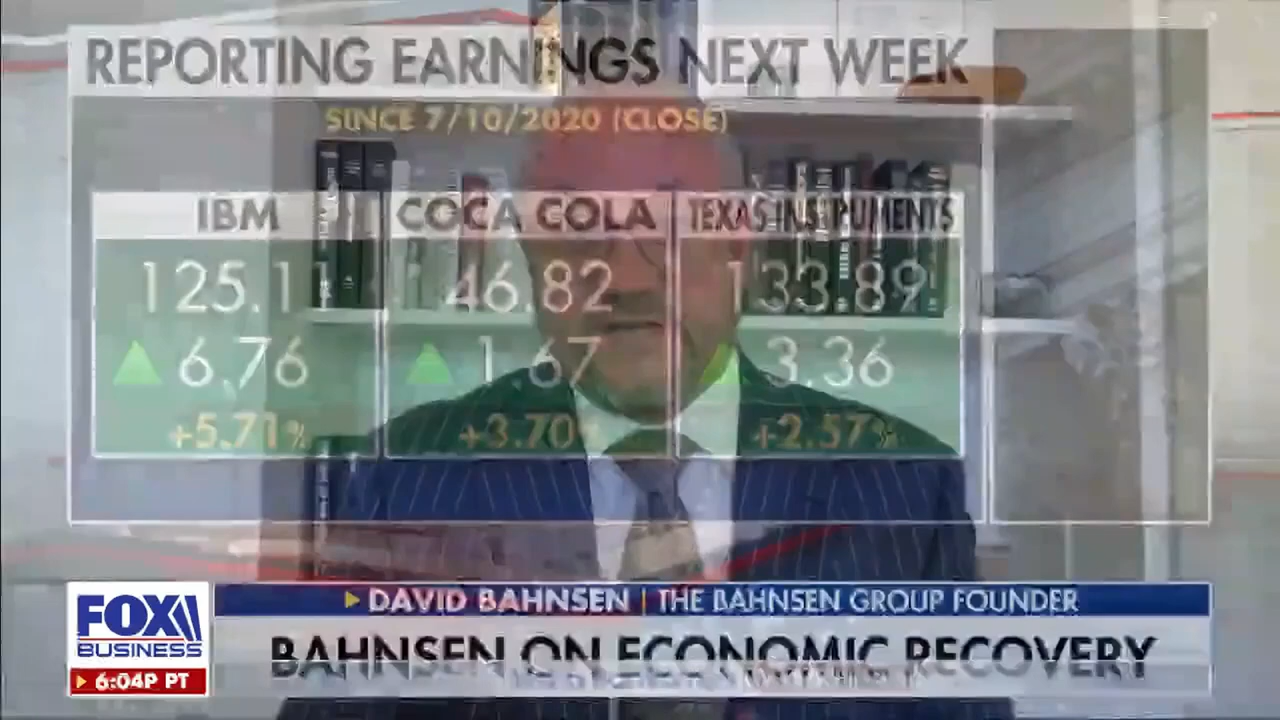 REPORTING EARNINGS NEXT WEEK
SINCE 7/10/2020 (CLOSE)
IBM COCA COLA TEXAS INSTRUMENTS
125.11 46.82 133.89
▲ 6.76 ▲ 1.67 ▲ 3.36
+5.71% +3.70% +2.57%
DAVID BAHNSEN | THE BAHNSEN GROUP FOUNDER
FOX BUSINESS
BAHNSEN ON ECONOMIC RECOVERY
6:04P PT